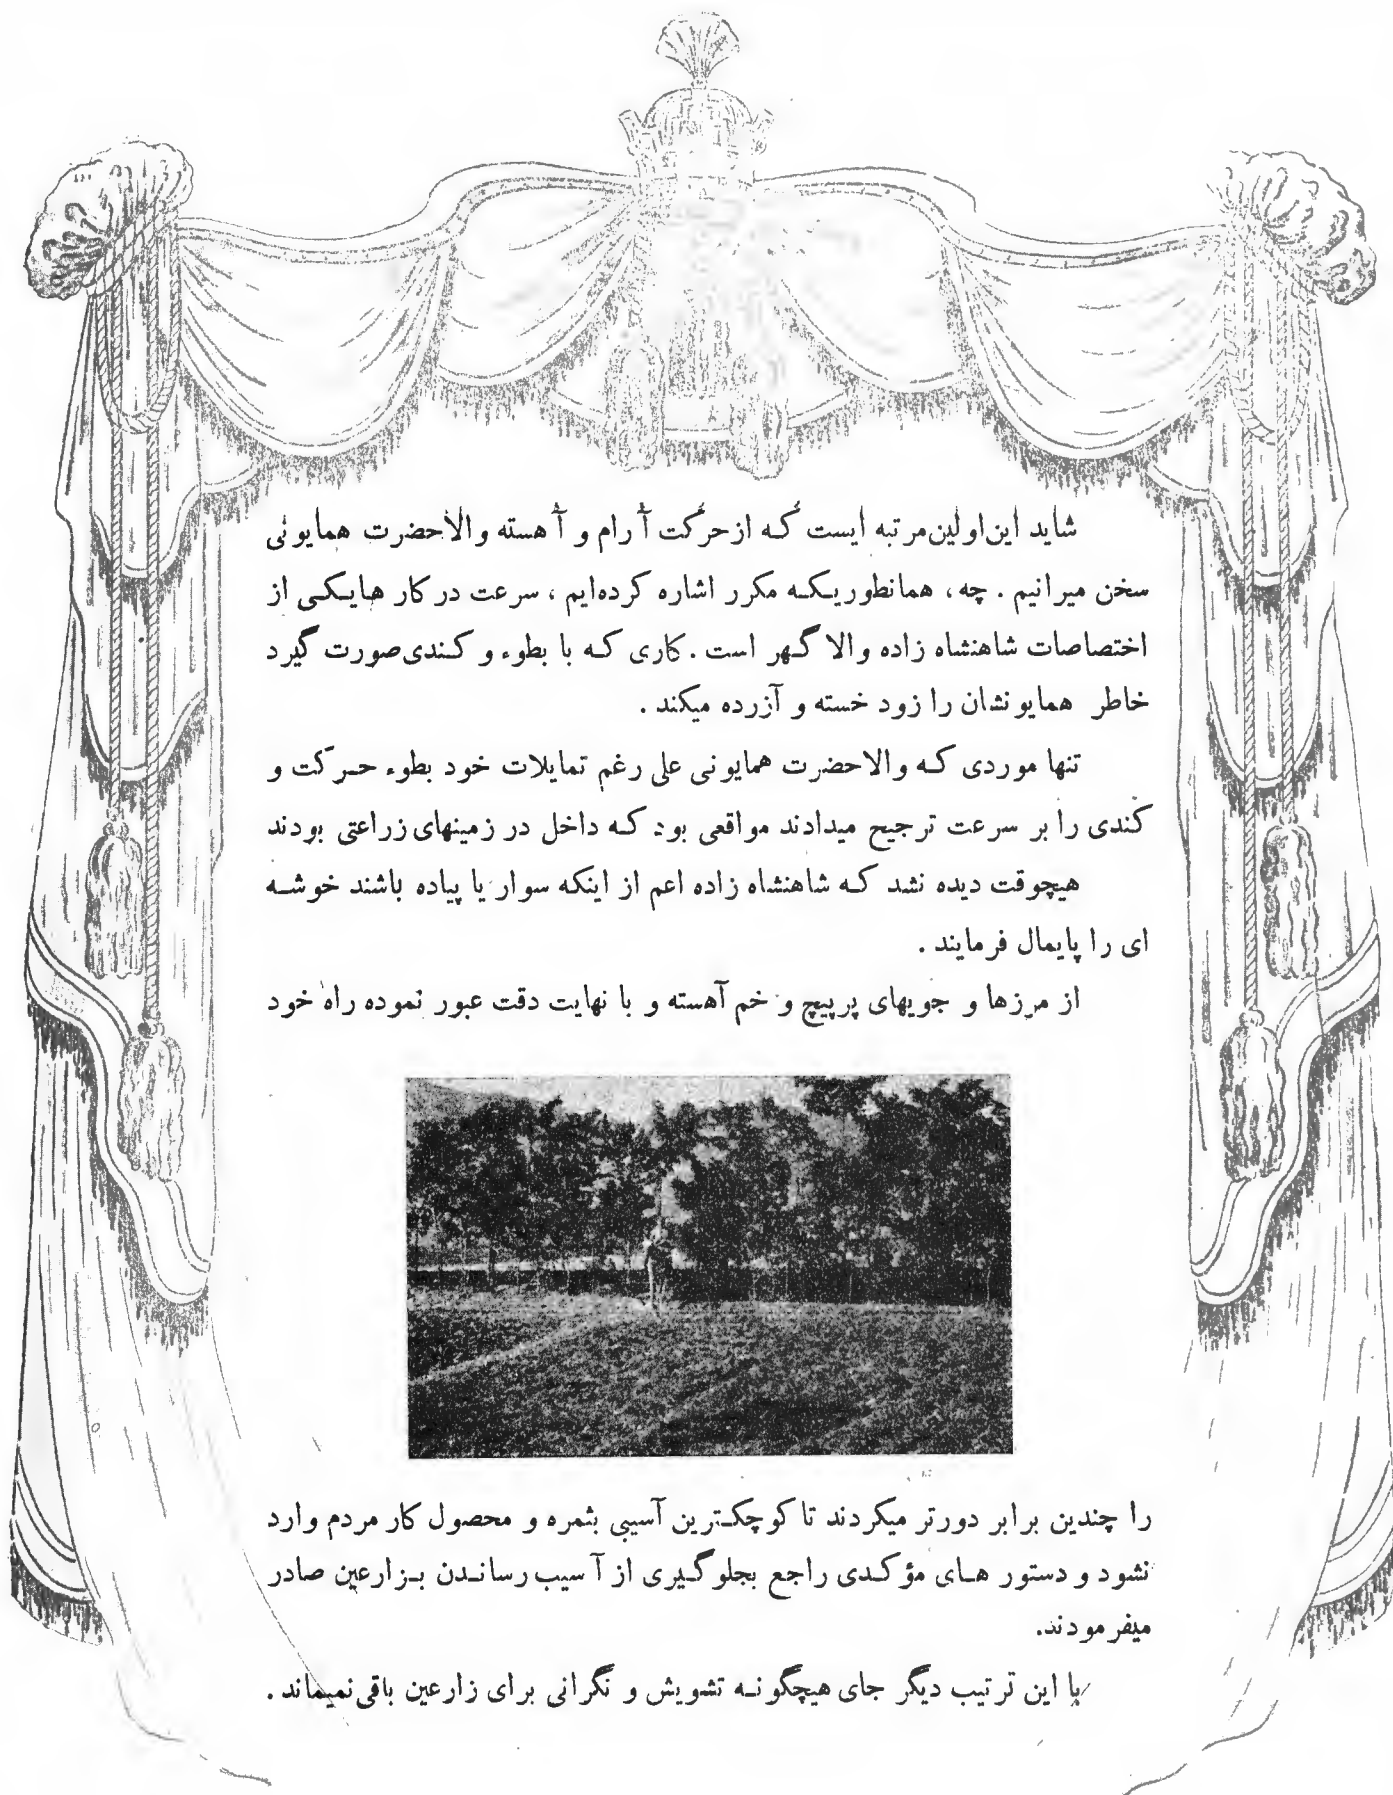 شاید این اولین مرتبه ایست که از حرکت آرام و آهسته والاحضرت همایونی
سخن میرانیم . چه، همانطوریکه مکرر اشاره کرده‌ایم ، سرعت در کار هایکی از
اختصاصات شاهنشاه زاده والا گهر است . کاری که با بطوء و کندی صورت گیرد
خاطر همایونشان را زود خسته و آزرده میکند .
تنها موردی که والاحضرت همایونی علی رغم تمایلات خود بطوء حرکت و
کندی را بر سرعت ترجیح میدادند مواقعی بود که داخل در زمینهای زراعتی بودند
هیچوقت دیده نشد که شاهنشاه زاده اعم از اینکه سوار یا پیاده باشند خوشه
ای را پایمال فرمایند .
از مرزها و جویهای پرپیچ و خم آهسته و با نهایت دقت عبور نموده راه خود
را چندین برابر دورتر میکردند تا کوچکترین آسیبی بثمره و محصول کار مردم وارد
نشود و دستور های مؤکدی راجع بجلوگیری از آسیب رساندن بزارعین صادر
میفرمودند.
با این ترتیب دیگر جای هیچگونه تشویش و نگرانی برای زارعین باقی نمیماند .